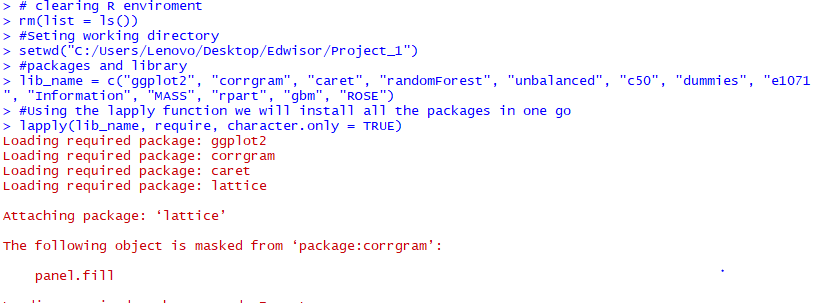 > # clearing R enviroment
> rm(list = ls())
> #Seting working directory
> setwd("C:/Users/Lenovo/Desktop/Edwisor/Project_1")
> #packages and library
> lib_name = c("ggplot2", "corrgram", "caret", "randomForest", "unbalanced", "c50", "dummies", "e1071
", "Information", "MASS", "rpart", "gbm", "ROSE")
> #Using the lapply function we will install all the packages in one go
> lapply(lib_name, require, character.only = TRUE)
Loading required package: ggplot2
Loading required package: corrgram
Loading required package: caret
Loading required package: lattice
Attaching package: ‘lattice’
The following object is masked from ‘package:corrgram’:
panel.fill